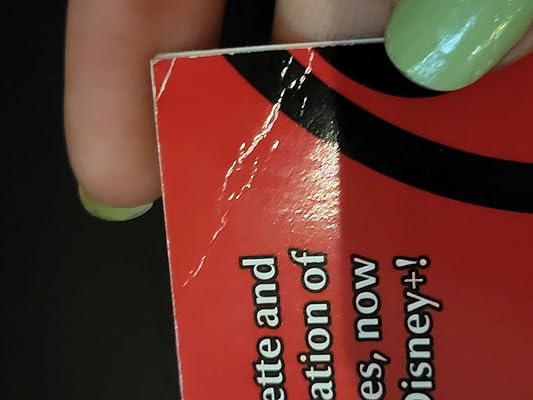 ette and
ation of
es, now
Disney+!